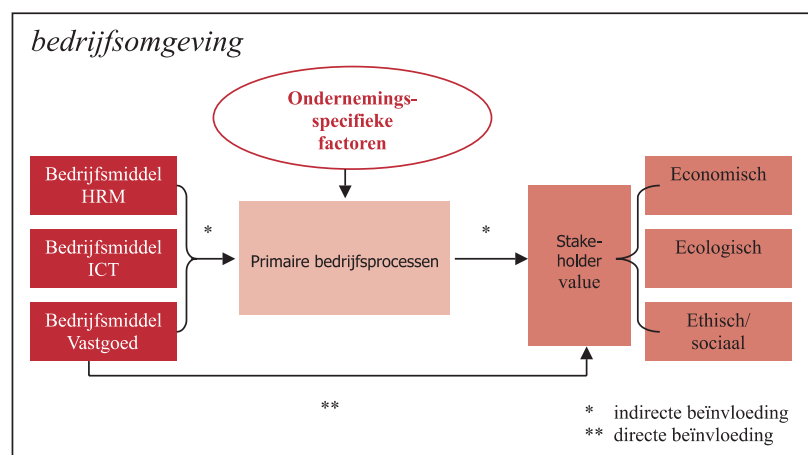 bedrijfsomgeving
Ondernemings-
specifieke
factoren
Bedrijfsmiddel
HRM
*
Bedrijfsmiddel
ICT
Primaire bedrijfsprocessen
*
Stake-
holder
value
Economisch
Ecologisch
Bedrijfsmiddel
Vastgoed
Ethisch/
sociaal
**
* indirecte beïnvloeding
** directe beïnvloeding